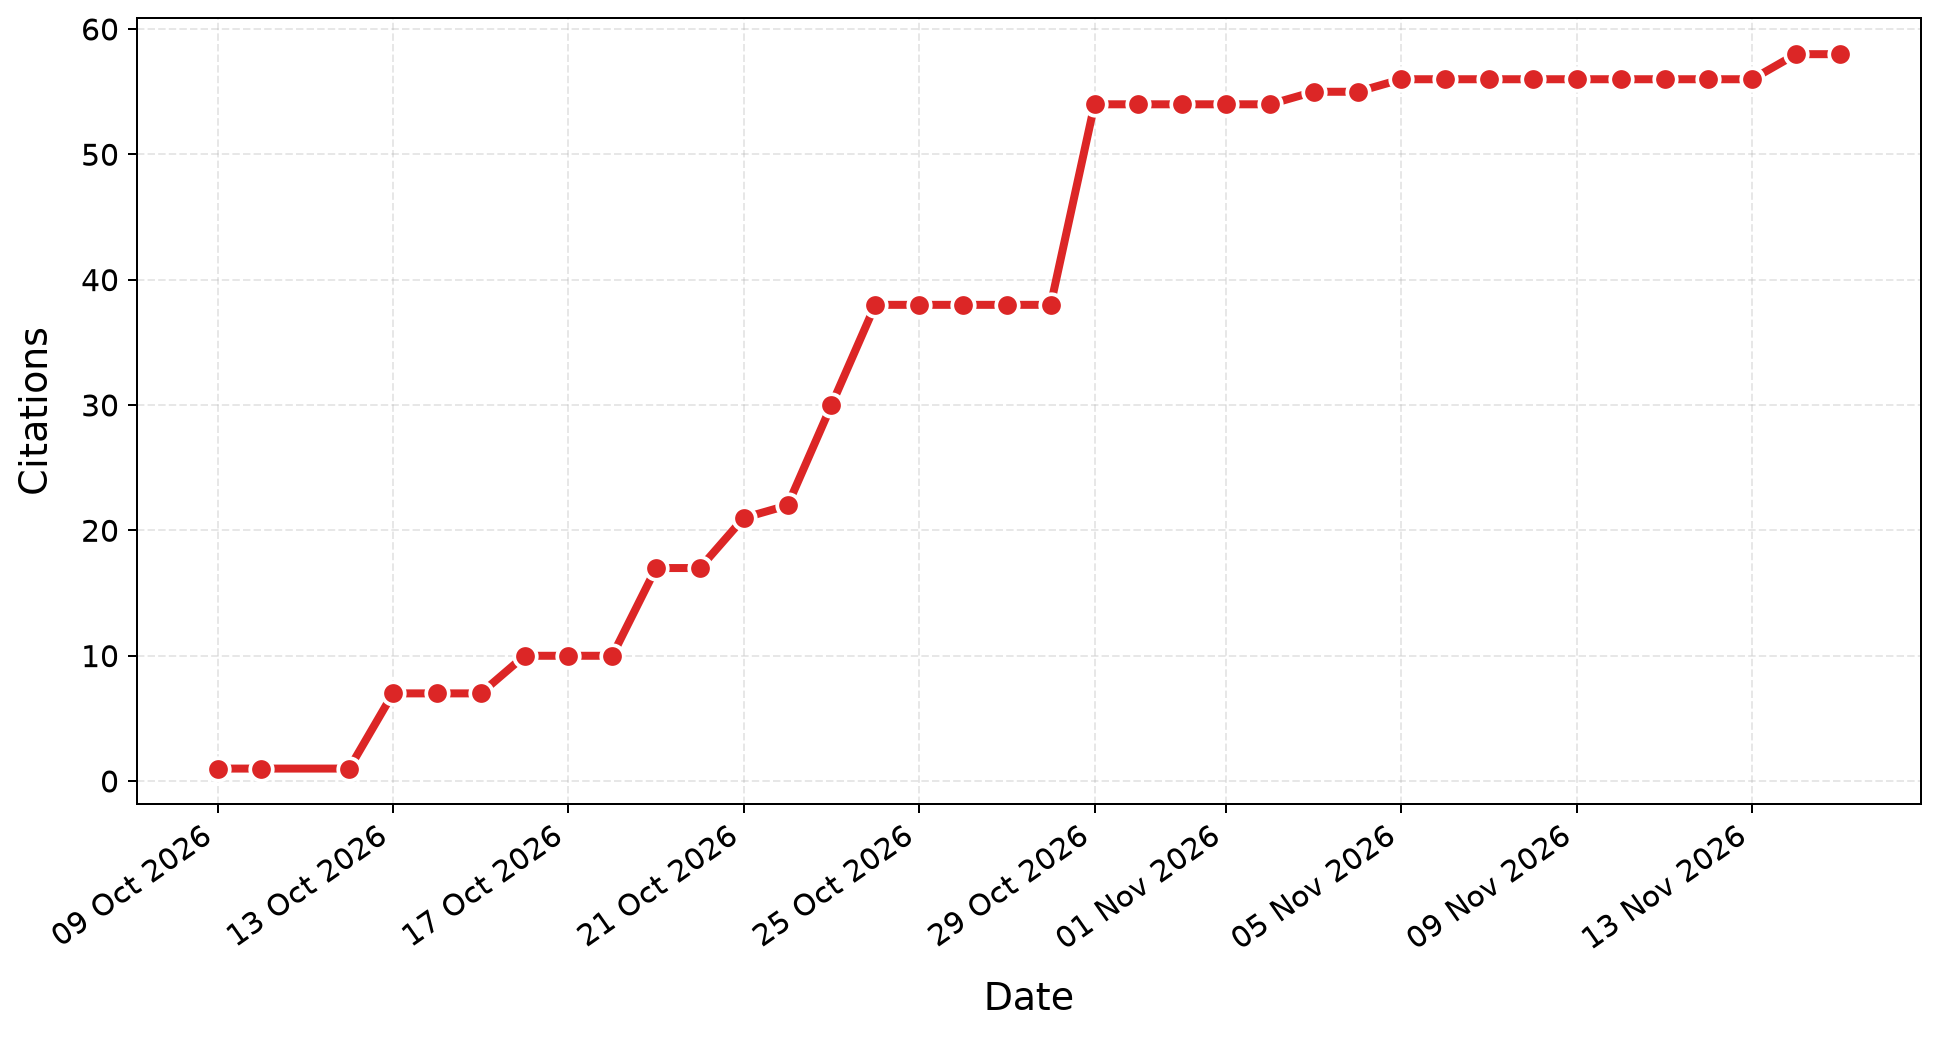 60
50
40
30
20
10
0
Citations
09 Oct 2026
13 Oct 2026
17 Oct 2026
21 Oct 2026
25 Oct 2026
29 Oct 2026
01 Nov 2026
05 Nov 2026
09 Nov 2026
13 Nov 2026
Date